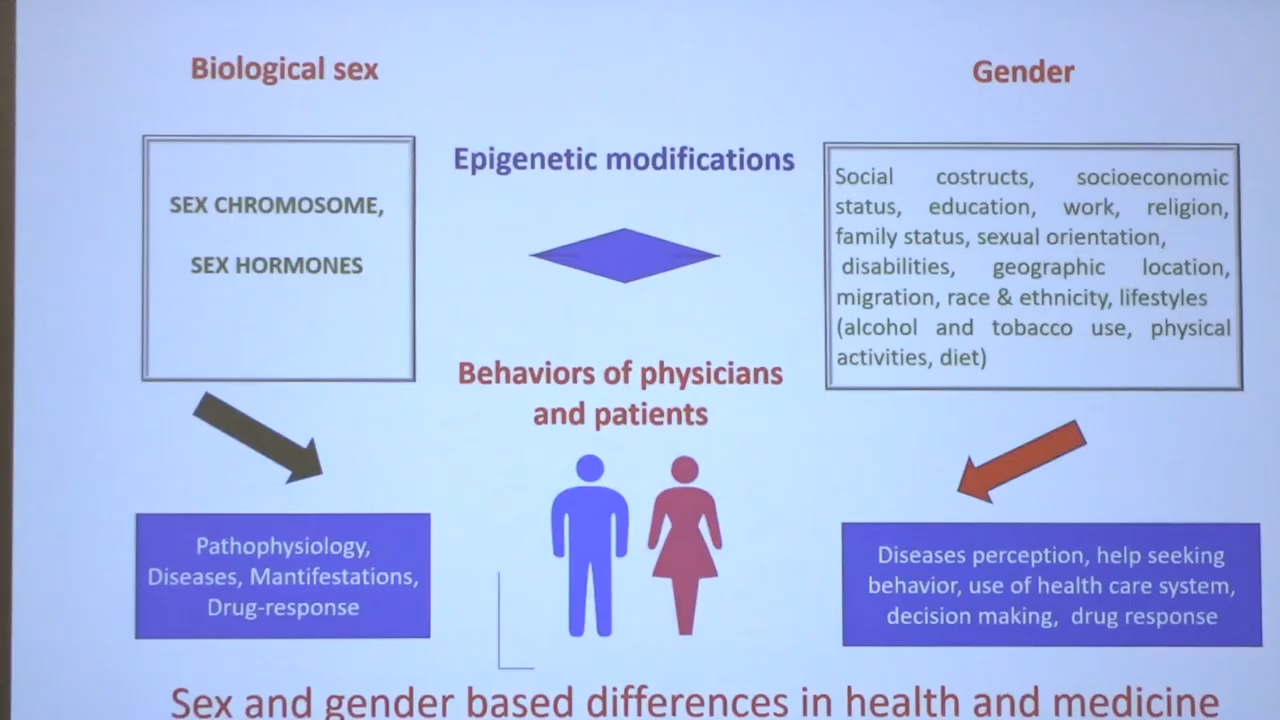 Biological sex
Gender
Epigenetic modifications
SEX CHROMOSOME,
SEX HORMONES
Social costructs, socioeconomic
status, education, work, religion,
family status, sexual orientation,
disabilities, geographic location,
migration, race & ethnicity, lifestyles
(alcohol and tobacco use, physical
activities, diet)
Behaviors of physicians
and patients
Pathophysiology,
Diseases, Mantifestations,
Drug-response
Diseases perception, help seeking
behavior, use of health care system,
decision making, drug response
Sex and gender based differences in health and medicine